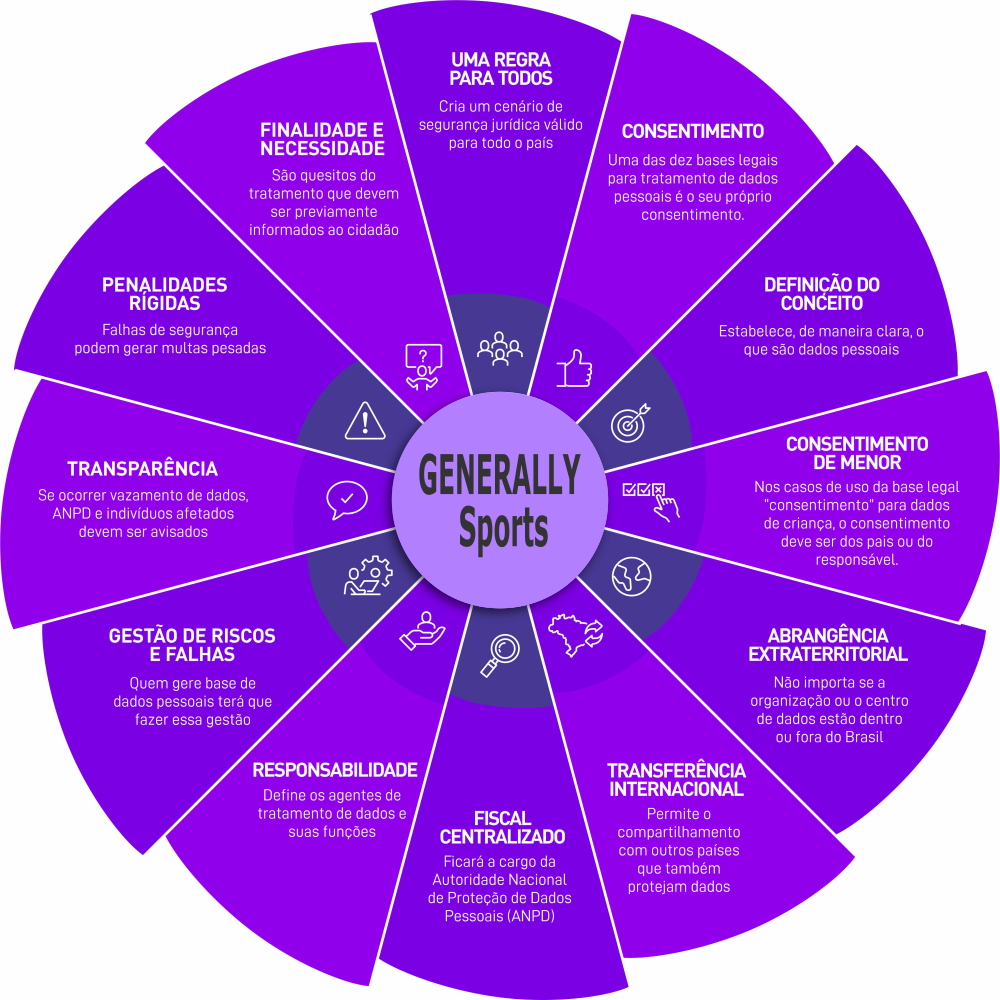 UMA REGRA
PARA TODOS
Cria um cenário de
segurança jurídica válido
para todo o país
CONSENTIMENTO
Uma das dez bases legais
para tratamento de dados
pessoais é o seu próprio
consentimento.
DEFINIÇÃO DO
CONCEITO
Estabelece, de maneira clara, o
que são dados pessoais
CONSENTIMENTO
DE MENOR
Nos casos de uso da base legal
"consentimento" para dados
de criança, o consentimento
deve ser dos pais ou do
responsável.
ABRANGÊNCIA
EXTRATERRITORIAL
Não importa se a
organização ou o centro
de dados estão dentro
ou fora do Brasil
TRANSFERÊNCIA
INTERNACIONAL
Permite o
compartilhamento
com outros países
que também
protejam dados
FISCAL
CENTRALIZADO
Ficará a cargo da
Autoridade Nacional
de Proteção de Dados
Pessoais (ANPD)
RESPONSABILIDADE
Define os agentes de
tratamento de dados e
suas funções
GESTÃO DE RISCOS
E FALHAS
Quem gere base de
dados pessoais terá que
fazer essa gestão
TRANSPARÊNCIA
Se ocorrer vazamento de dados,
ANPD e indivíduos afetados
devem ser avisados
PENALIDADES
RÍGIDAS
Falhas de segurança
podem gerar multas pesadas
FINALIDADE E
NECESSIDADE
São quesitos do
tratamento que devem
ser previamente
informados ao cidadão
?
GENERALLY
Sports